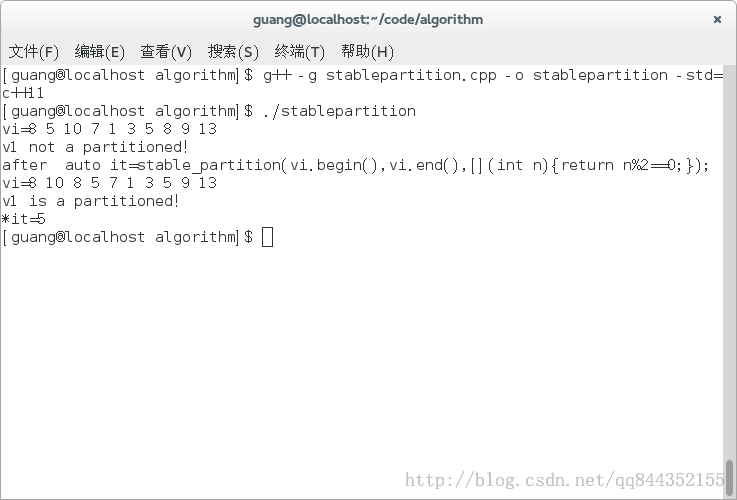 guang@localhost:~/code/algorithm
文件(F) 编辑(E) 查看(V) 搜索(S) 终端(T) 帮助(H)
[guang@localhost algorithm]$ g++ -g stablepartition.cpp -o stablepartition -std=
c++11
[guang@localhost algorithm]$ ./stablepartition
vi=8 5 10 7 1 3 5 8 9 13
v1 not a partitioned!
after  auto it=stable_partition(vi.begin(),vi.end(),[](int n){return n%2==0;});
vi=8 10 8 5 7 1 3 5 9 13
v1 is a partitioned!
*it=5
[guang@localhost algorithm]$
http://blog.csdn.net/qq844352155